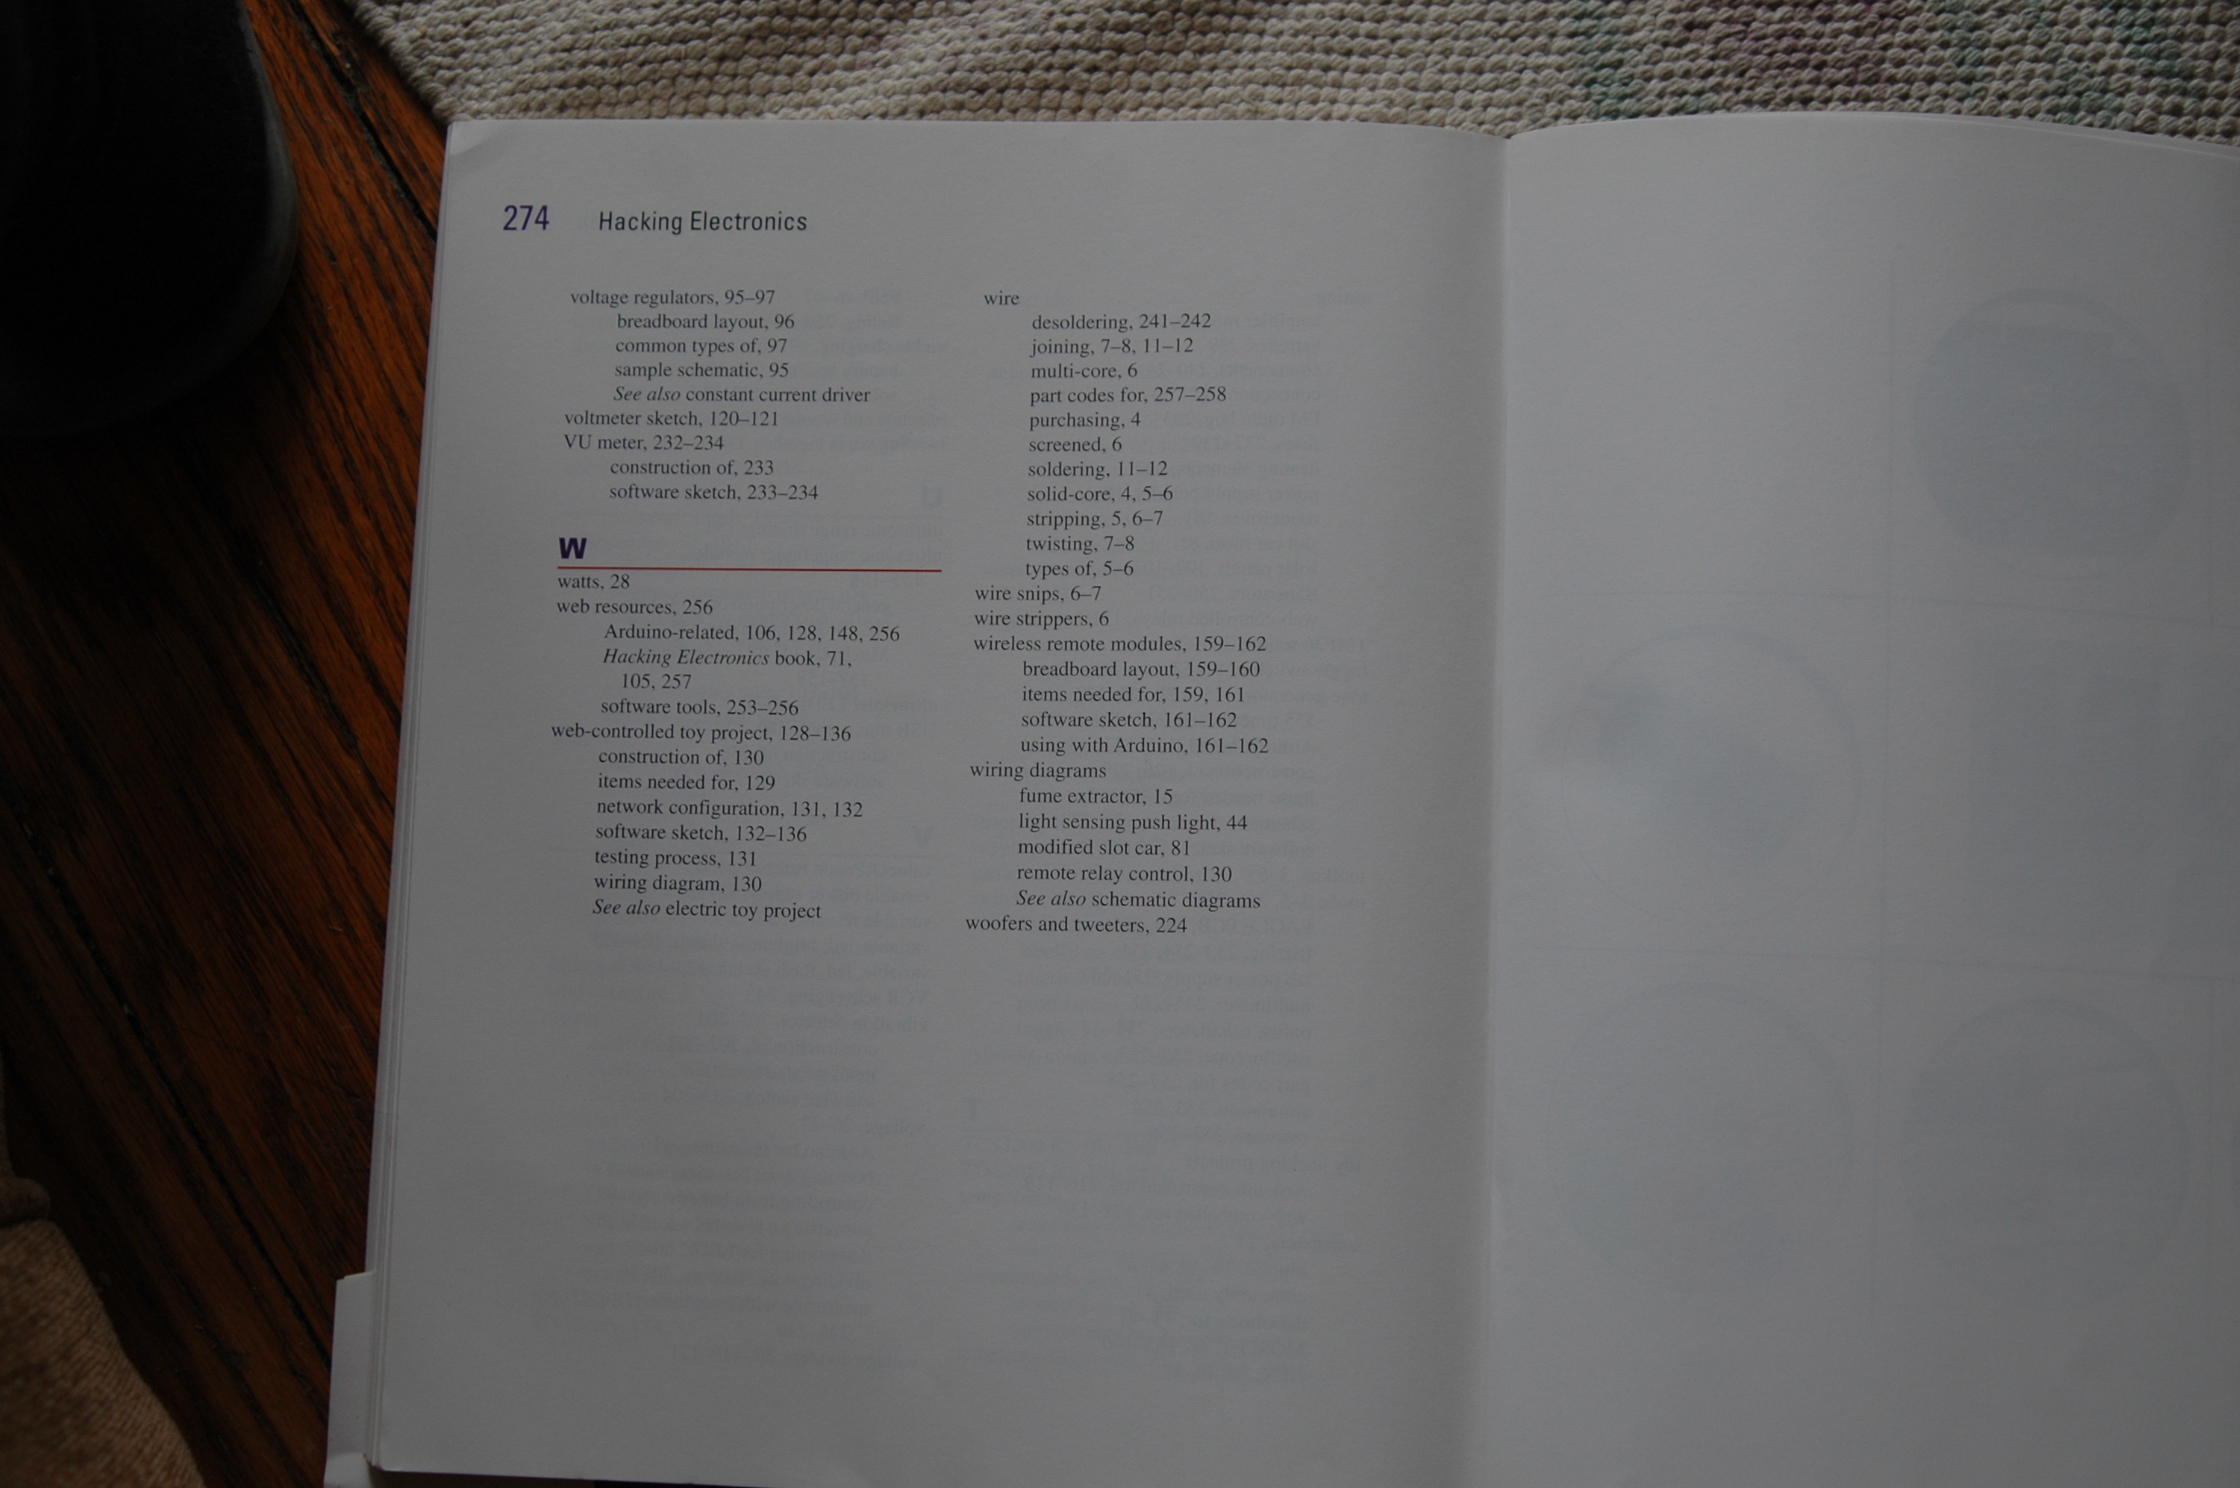 274 Hacking Electronics
voltage regulators, 95–97
breadboard layout, 96
common types of, 97
sample schematic, 95
See also constant current driver
voltmeter sketch, 120–121
VU meter, 232–234
construction of, 233
software sketch, 233–234
W
watts, 28
web resources, 256
Arduino-related, 106, 128, 148, 256
Hacking Electronics book, 71,
105, 257
software tools, 253–256
web-controlled toy project, 128–136
construction of, 130
items needed for, 129
network configuration, 131, 132
software sketch, 132–136
testing process, 131
wiring diagram, 130
See also electric toy project
wire
desoldering, 241–242
joining, 7–8, 11–12
multi-core, 6
part codes for, 257–258
purchasing, 4
screened, 6
soldering, 11–12
solid-core, 4, 5–6
stripping, 5, 6–7
twisting, 7–8
types of, 5–6
wire snips, 6–7
wire strippers, 6
wireless remote modules, 159–162
breadboard layout, 159–160
items needed for, 159, 161
software sketch, 161–162
using with Arduino, 161–162
wiring diagrams
fume extractor, 15
light sensing push light, 44
modified slot car, 81
remote relay control, 130
See also schematic diagrams
woofers and tweeters, 224